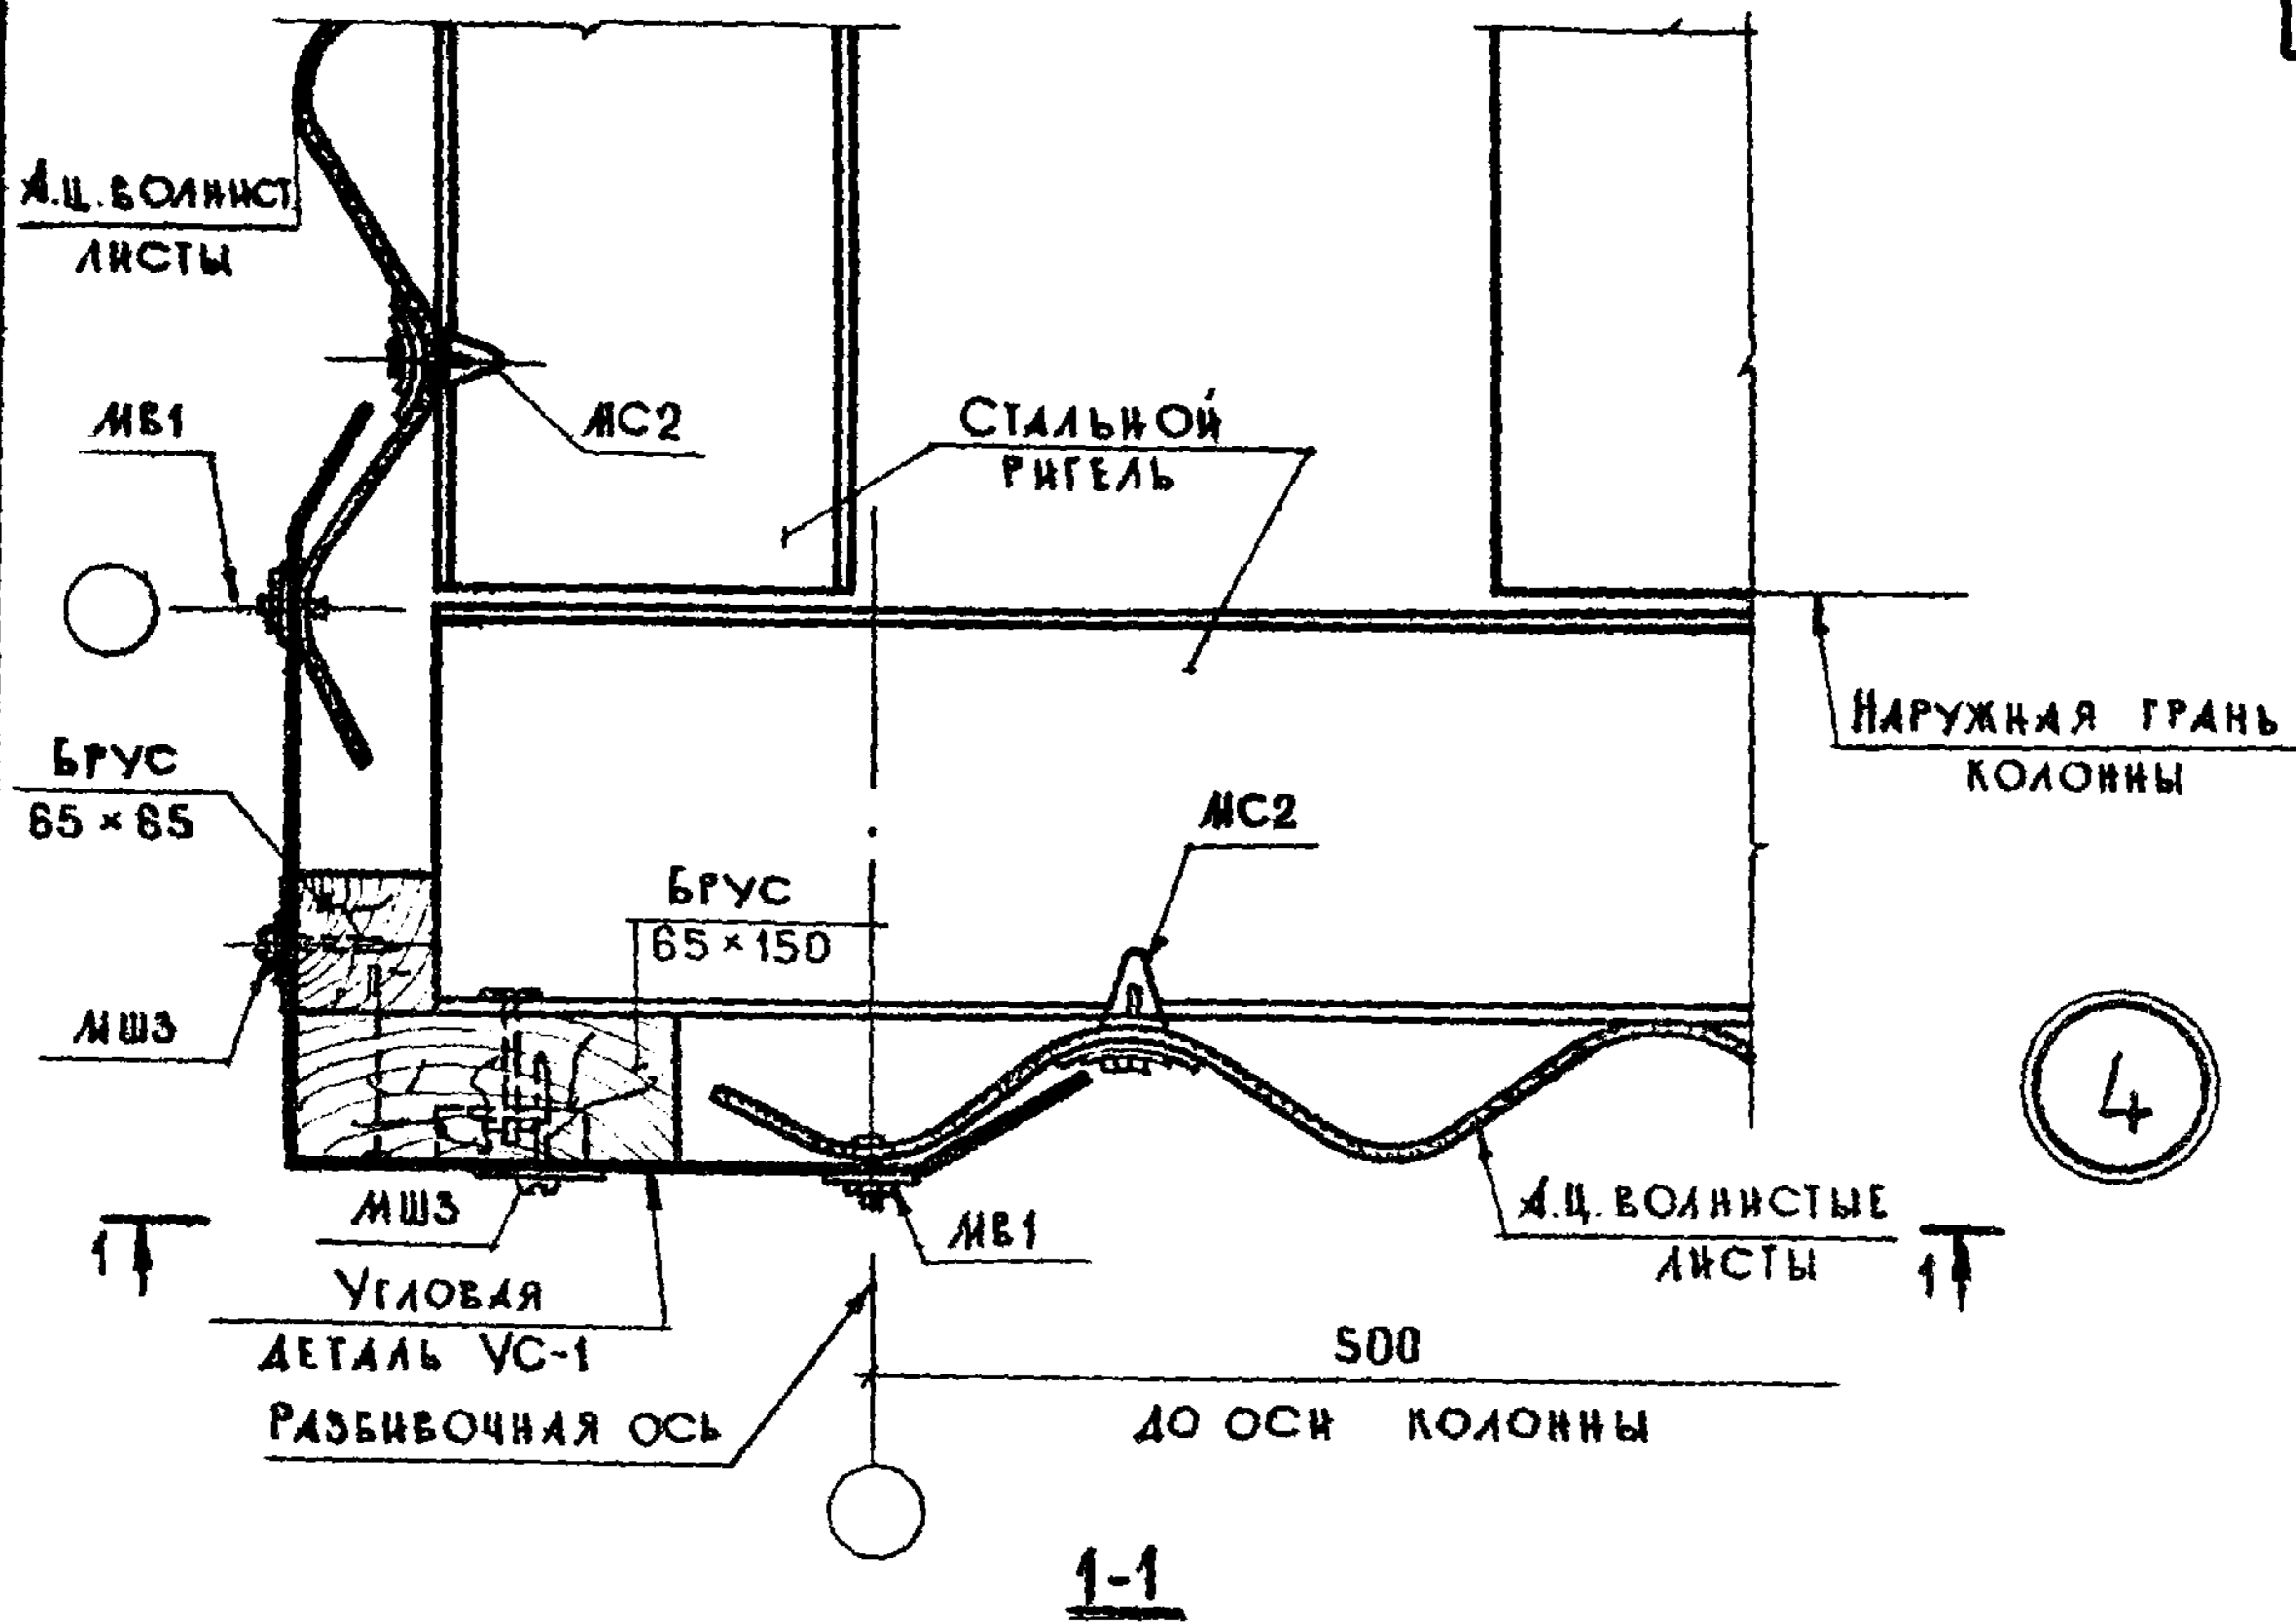 А.Ц. ВОЛНИСТ.
ЛИСТЫ
МВ1
МС2
СТАЛЬНОЙ
РИГЕЛЬ
НАРУЖНАЯ ГРАНЬ
КОЛОННЫ
БРУС
65×65
МС2
БРУС
65×150
МШ3
4
МШ3
МВ1
А.Ц. ВОЛНИСТЫЕ
ЛИСТЫ
1
1
УГЛОВАЯ
ДЕТАЛЬ УС-1
500
РАЗБИВОЧНАЯ ОСЬ
ДО ОСИ КОЛОННЫ
1-1